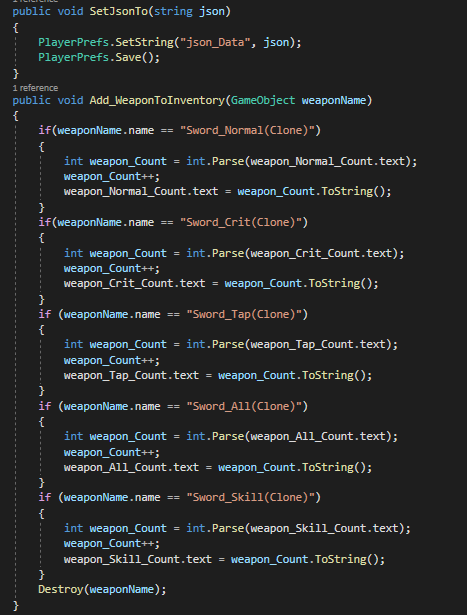 1 reference
public void SetJsonTo(string json)
{
PlayerPrefs.SetString("json_Data", json);
PlayerPrefs.Save();
}
1 reference
public void Add_WeaponToInventory(GameObject weaponName)
{
if(weaponName.name == "Sword_Normal(Clone)")
{
int weapon_Count = int.Parse(weapon_Normal_Count.text);
weapon_Count++;
weapon_Normal_Count.text = weapon_Count.ToString();
}
if(weaponName.name == "Sword_Crit(Clone)")
{
int weapon_Count = int.Parse(weapon_Crit_Count.text);
weapon_Count++;
weapon_Crit_Count.text = weapon_Count.ToString();
}
if (weaponName.name == "Sword_Tap(Clone)")
{
int weapon_Count = int.Parse(weapon_Tap_Count.text);
weapon_Count++;
weapon_Tap_Count.text = weapon_Count.ToString();
}
if (weaponName.name == "Sword_All(Clone)")
{
int weapon_Count = int.Parse(weapon_All_Count.text);
weapon_Count++;
weapon_All_Count.text = weapon_Count.ToString();
}
if (weaponName.name == "Sword_Skill(Clone)")
{
int weapon_Count = int.Parse(weapon_Skill_Count.text);
weapon_Count++;
weapon_Skill_Count.text = weapon_Count.ToString();
}
Destroy(weaponName);
}